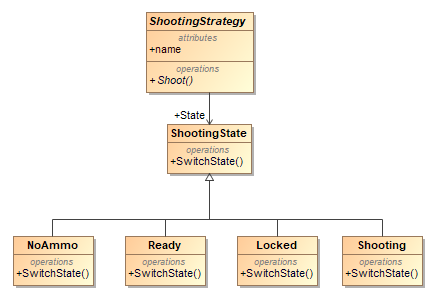 ShootingStrategy
attributes
+name
operations
+ Shoot()
+State
ShootingState
operations
+SwitchState()
NoAmmo
operations
+SwitchState()
Ready
operations
+SwitchState()
Locked
operations
+SwitchState()
Shooting
operations
+SwitchState()